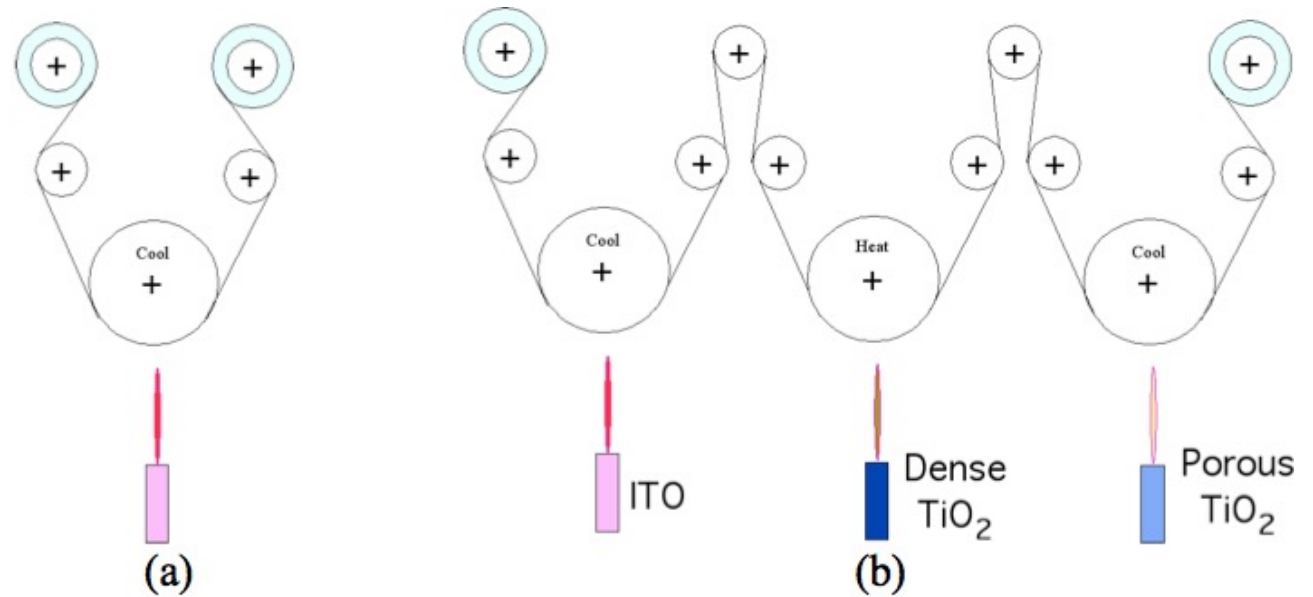 Cool
Cool
Heat
Cool
ITO
Dense
TiO₂
Porous
TiO₂
(a)
(b)